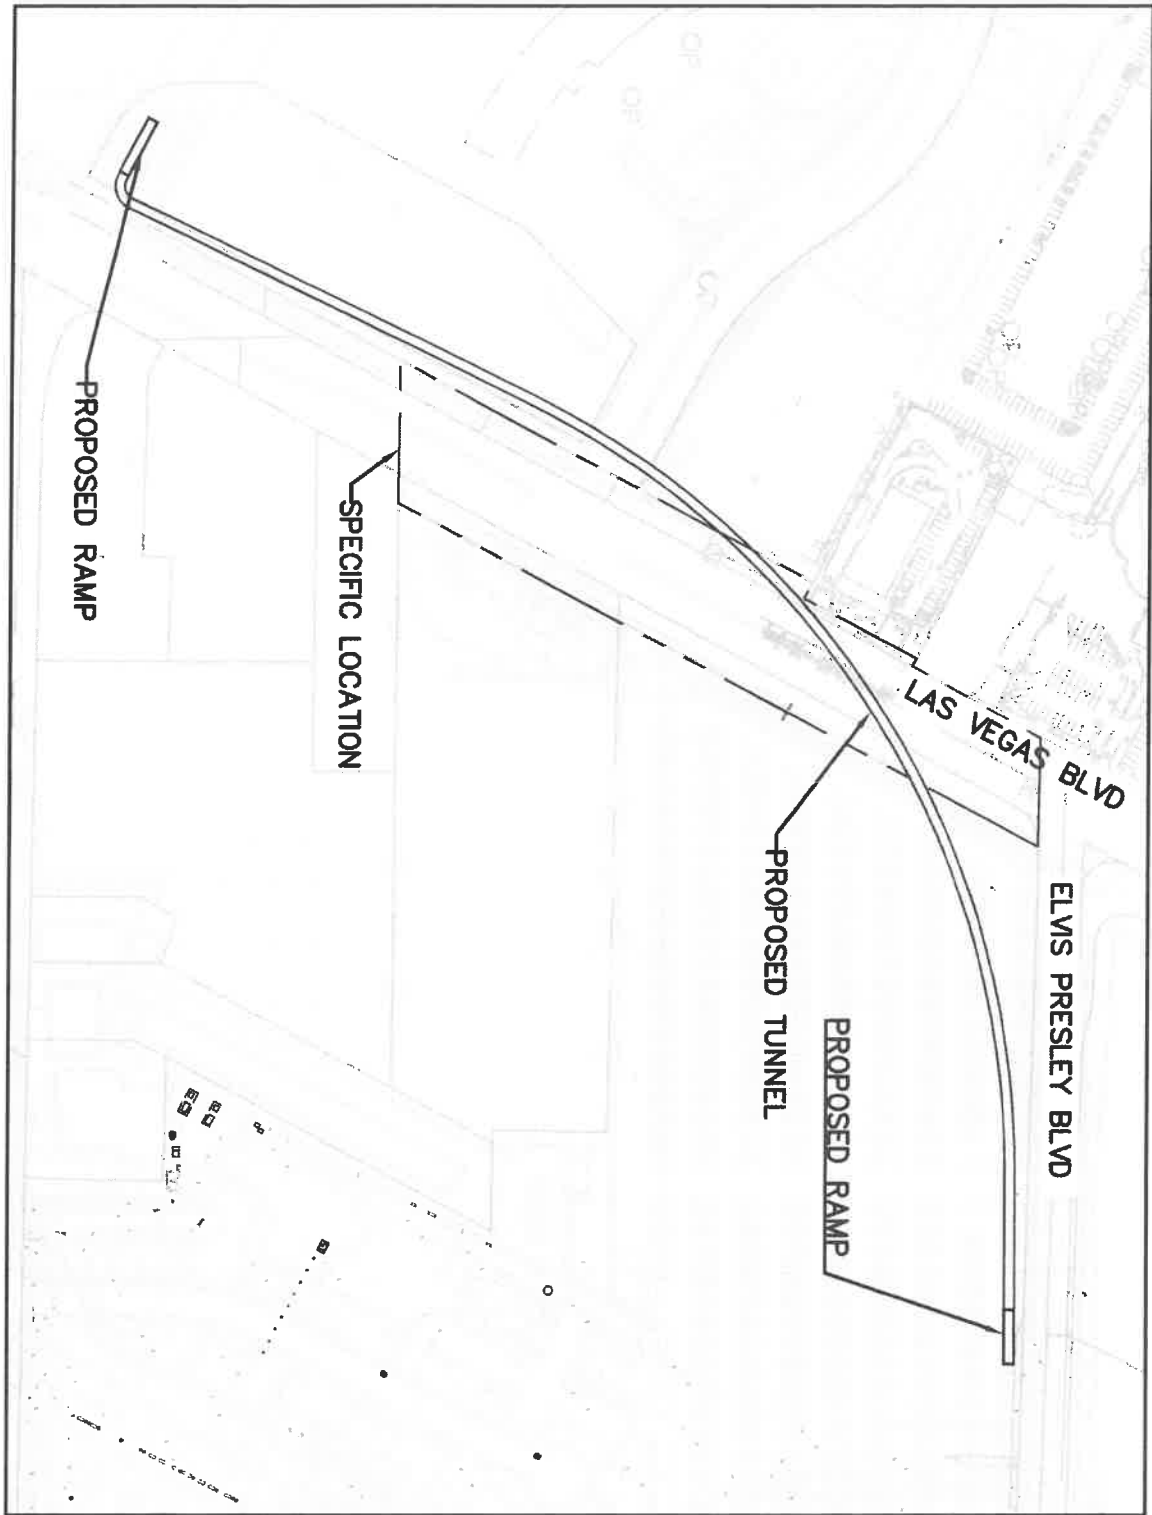 ELVIS PRESLEY BLVD
LAS VEGAS BLVD
PROPOSED RAMP
PROPOSED TUNNEL
SPECIFIC LOCATION
PROPOSED RAMP